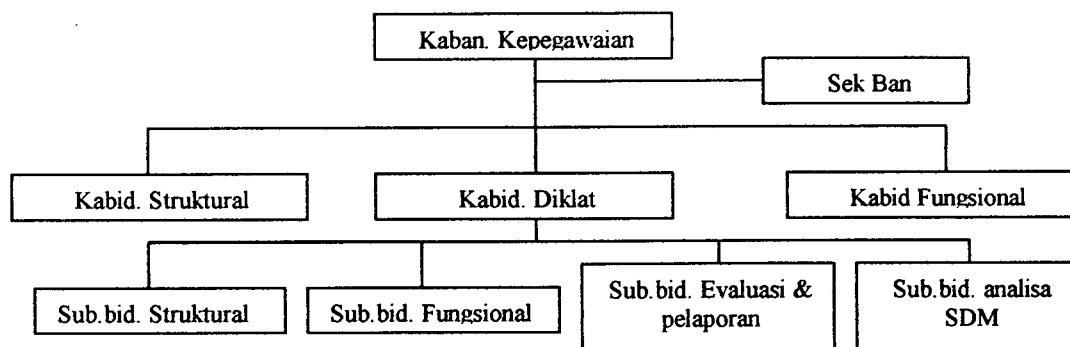 Kaban. Kepegawaian
Sek Ban
Kabid. Struktural
Kabid. Diklat
Kabid Fungsional
Sub.bid. Struktural
Sub.bid. Fungsional
Sub.bid. Evaluasi &
pelaporan
Sub.bid. analisa
SDM